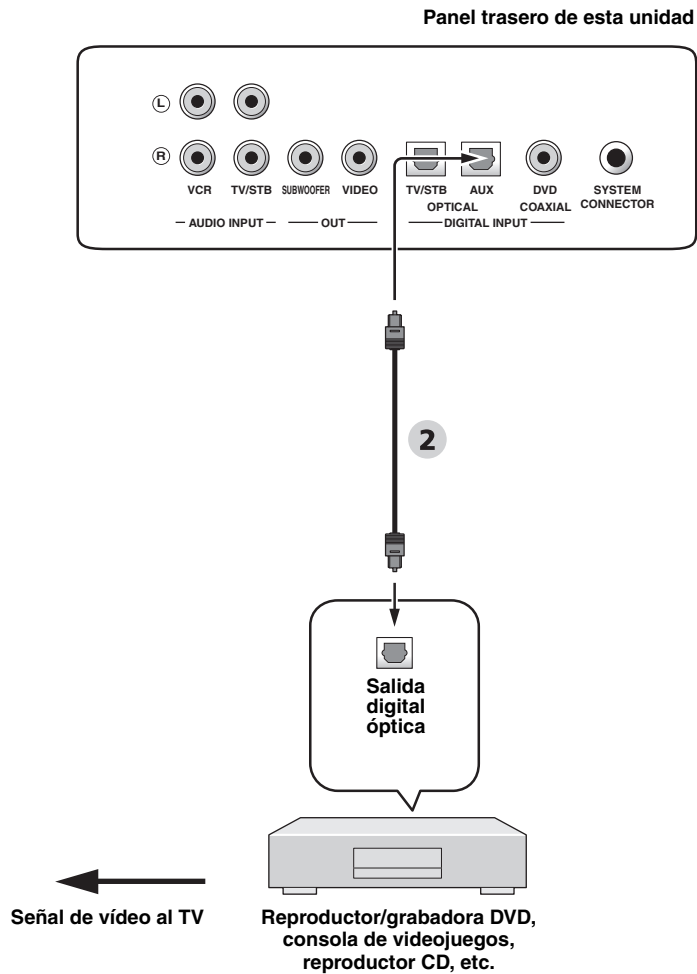 Panel trasero de esta unidad
L
R
VCR TV/STB SUBWOOFER VIDEO TV/STB AUX DVD SYSTEM
OPTICAL COAXIAL CONNECTOR
AUDIO INPUT OUT DIGITAL INPUT
2
Salida
digital
óptica
Señal de vídeo al TV
Reproductor/grabadora DVD,
consola de videojuegos,
reproductor CD, etc.